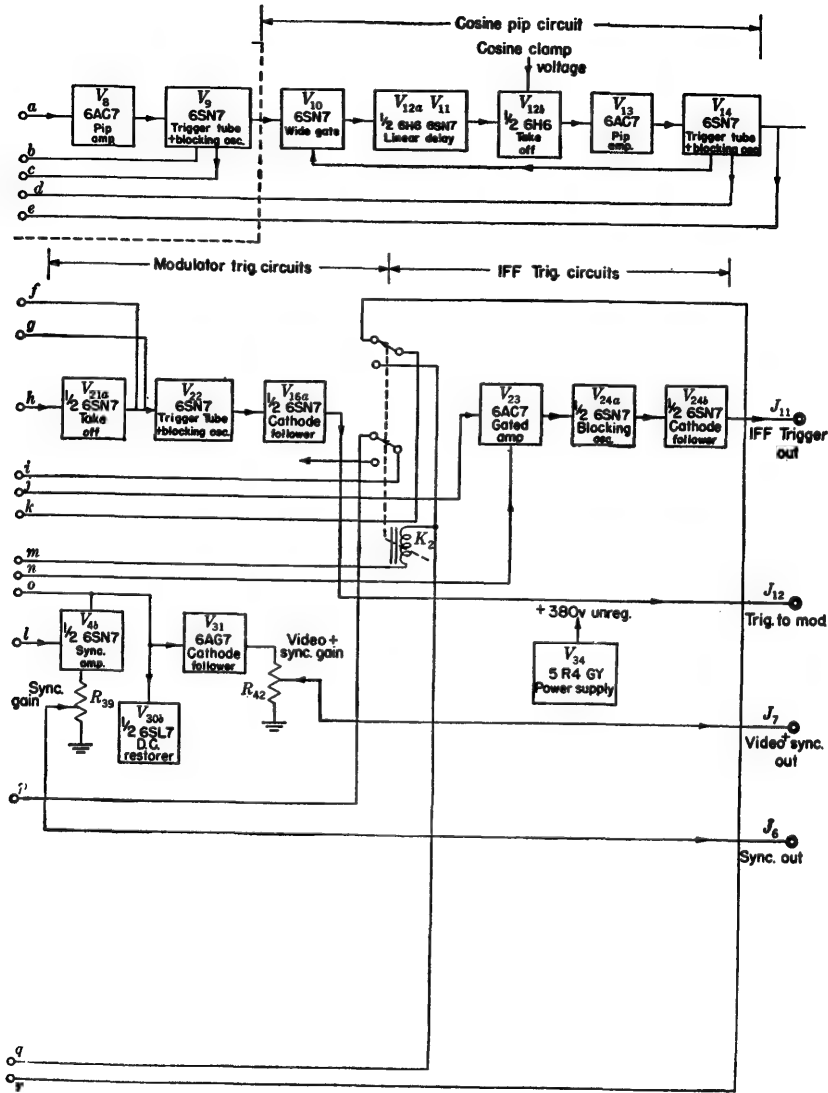 Cosine pip circuit
Cosine clamp
voltage
a
V8
6AC7
Pip
amp
V9
6SN7
Trigger tube
+blocking osc.
V10
6SN7
Wide gate
V12a V11
1/2 6H6 6SN7
Linear delay
V12b
1/2 6H6
Take
off
V13
6AC7
Pip
amp.
V14
6SN7
Trigger tube
+blocking osc
b
c
d
e
Modulator trig. circuits
IFF Trig. circuits
f
g
h
V21a
1/2 6SN7
Take
off
V22
6SN7
Trigger Tube
+blocking osc.
V16a
1/2 6SN7
Cathode
follower
V23
6AC7
Gated
amp
V24a
1/2 6SN7
Blocking
osc.
V24b
1/2 6SN7
Cathode
follower
J11
IFF Trigger
out
i
j
k
K2
m
n
o
J12
Trig. to mod.
l
V4b
1/2 6SN7
Sync.
amp.
V31
6AG7
Cathode
follower
Video +
sync. gain
+380v unreg.
V34
5 R4 GY
Power supply
Sync.
gain
R39
R42
V30b
1/2 6SL7
D.C.
restorer
J7
Video + sync.
out
p
J6
Sync. out
q
r